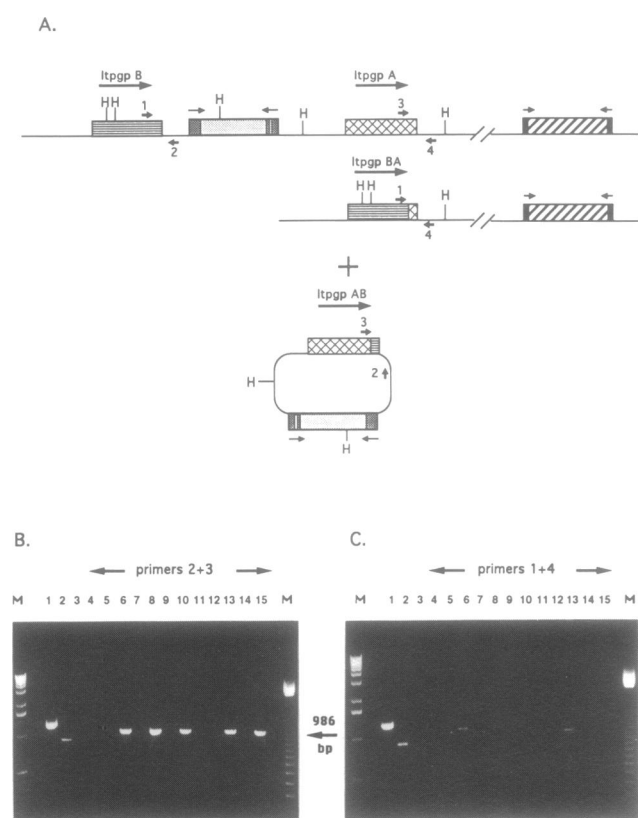 A.
ltpgp B
ltpgp A
H H 1 H H 3 H
2 4
ltpgp BA
H H 1 H
4
+
ltpgp AB
3
H 2
H
B. C.
primers 2+3 primers 1+4
M 1 2 3 4 5 6 7 8 9 10 11 12 13 14 15 M M 1 2 3 4 5 6 7 8 9 10 11 12 13 14 15 M
986
bp